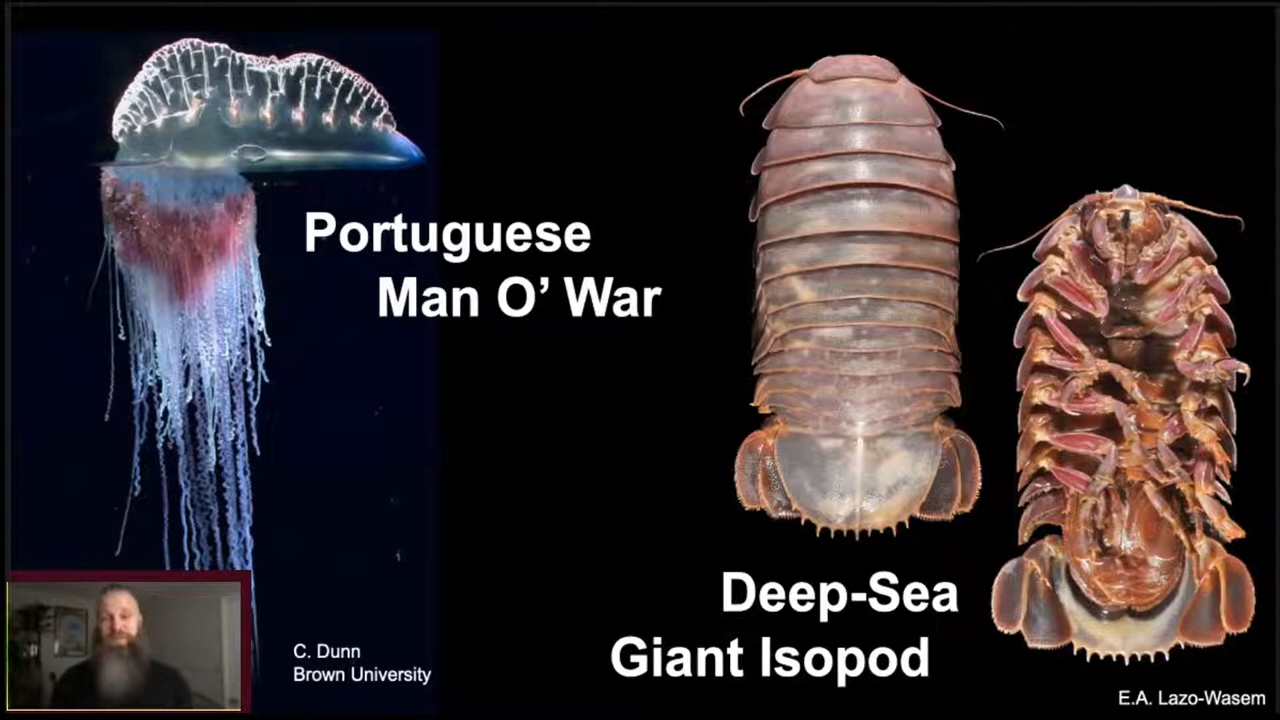 Portuguese
Man O’ War
Deep-Sea
Giant Isopod
C. Dunn
Brown University
E.A. Lazo-Wasem